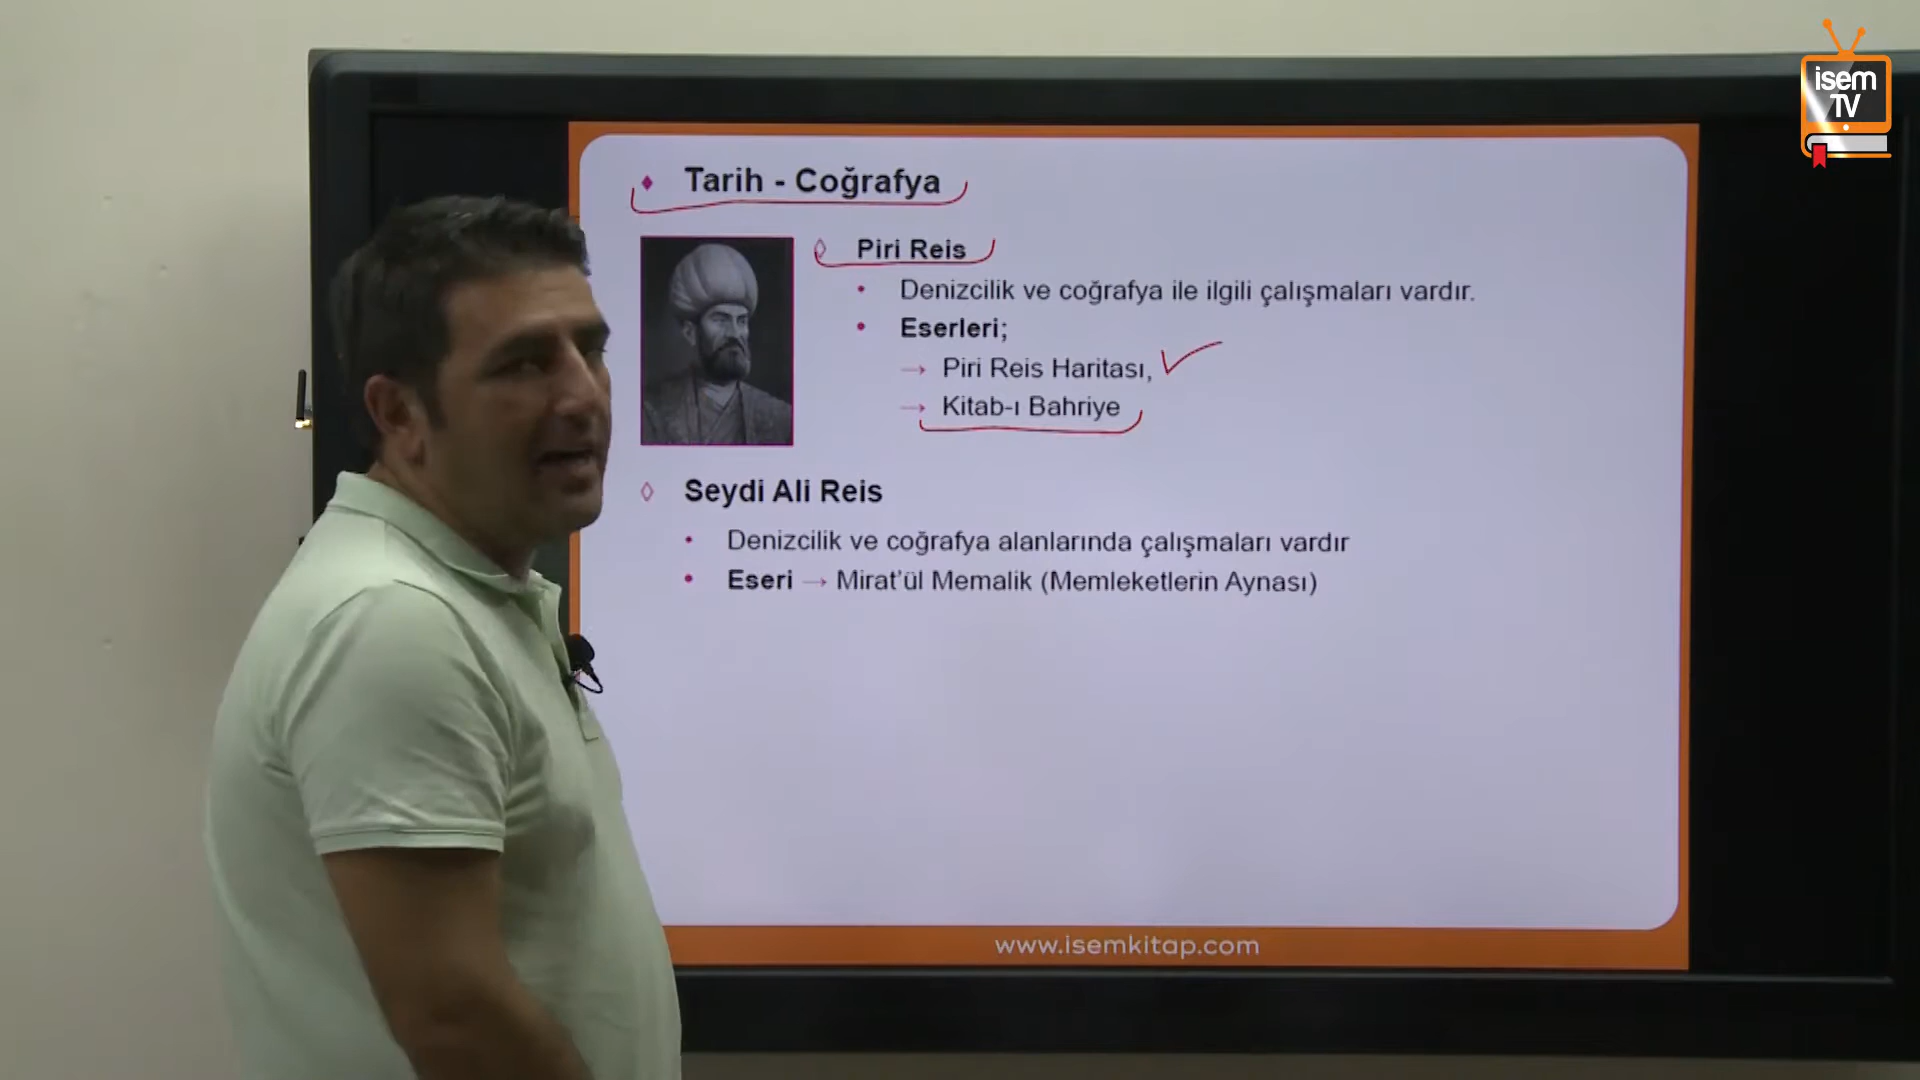 isem
TV
Tarih - Coğrafya
Piri Reis
Denizcilik ve coğrafya ile ilgili çalışmaları vardır.
Eserleri;
→ Piri Reis Haritası,
→ Kitab-ı Bahriye
Seydi Ali Reis
Denizcilik ve coğrafya alanlarında çalışmaları vardır
Eseri → Mirat'ül Memalik (Memleketlerin Aynası)
www.isemkitap.com